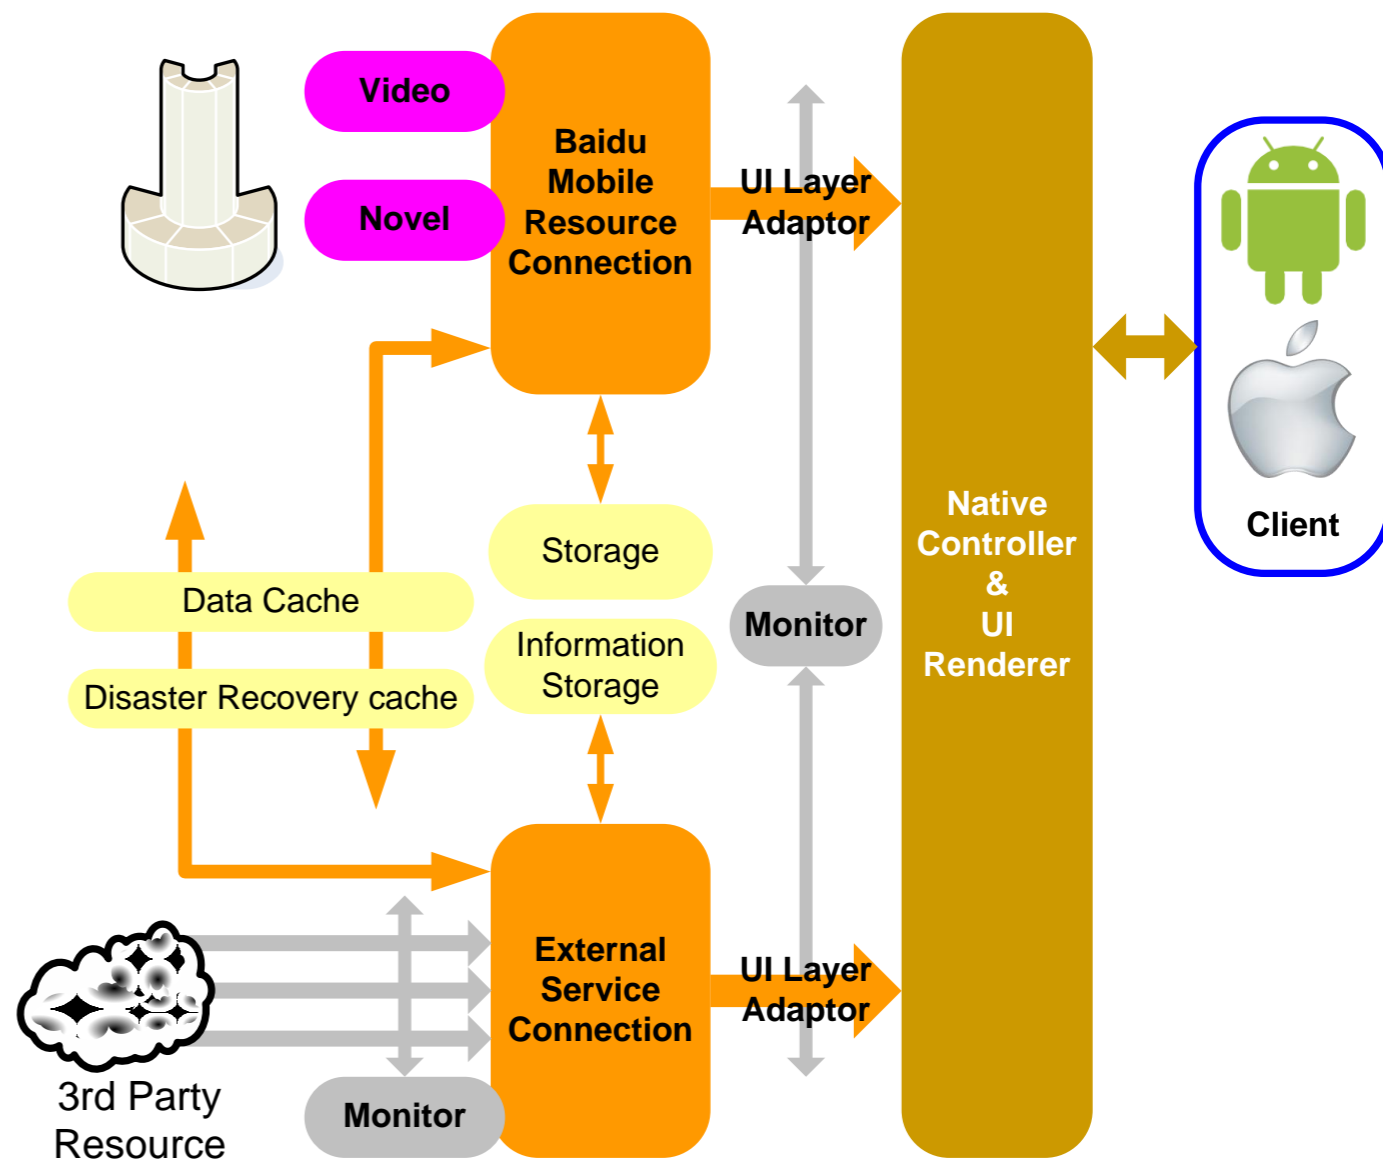 Video
Novel
Baidu
Mobile
Resource
Connection
UI Layer
Adaptor
Client
Storage
Data Cache
Information
Storage
Disaster Recovery cache
Monitor
Native
Controller
&
UI
Renderer
External
Service
Connection
UI Layer
Adaptor
3rd Party
Resource
Monitor